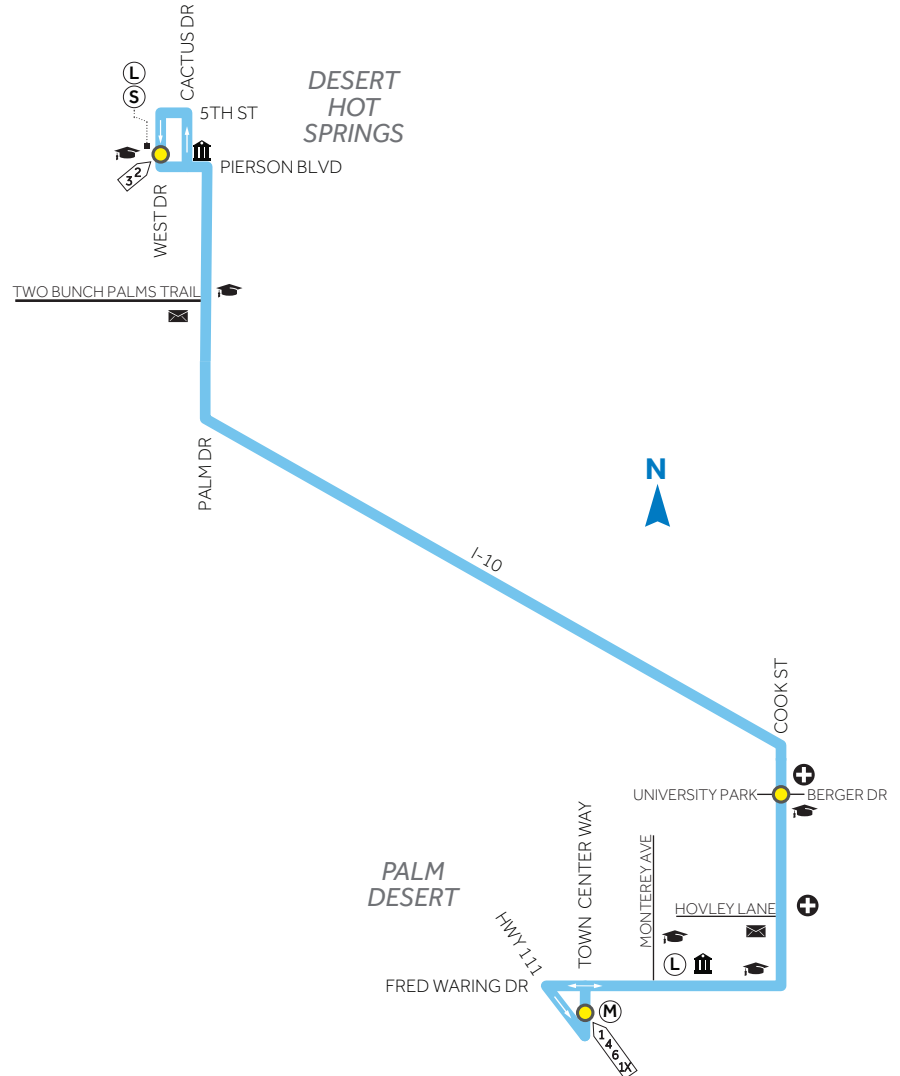 CACTUS DR
L
S
DESERT
HOT
SPRINGS
5TH ST
PIERSON BLVD
3 2
WEST DR
TWO BUNCH PALMS TRAIL
PALM DR
N
I-10
COOK ST
UNIVERSITY PARK
BERGER DR
TOWN CENTER WAY
MONTEREY AVE
PALM
DESERT
HOVLEY LANE
HWY 111
L
FRED WARING DR
M
1
4
6
1X